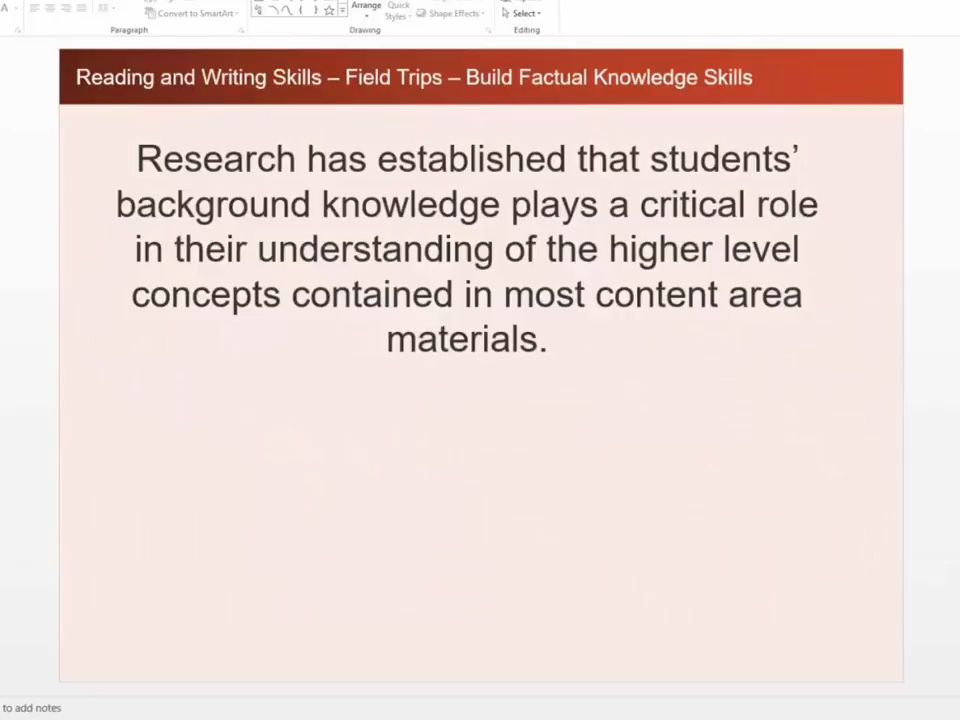 A
Convert to SmartArt
Arrange
Quick
Styles
Shape Effects
Select
Paragraph
Drawing
Editing
Reading and Writing Skills – Field Trips – Build Factual Knowledge Skills
Research has established that students’
background knowledge plays a critical role
in their understanding of the higher level
concepts contained in most content area
materials.
to add notes